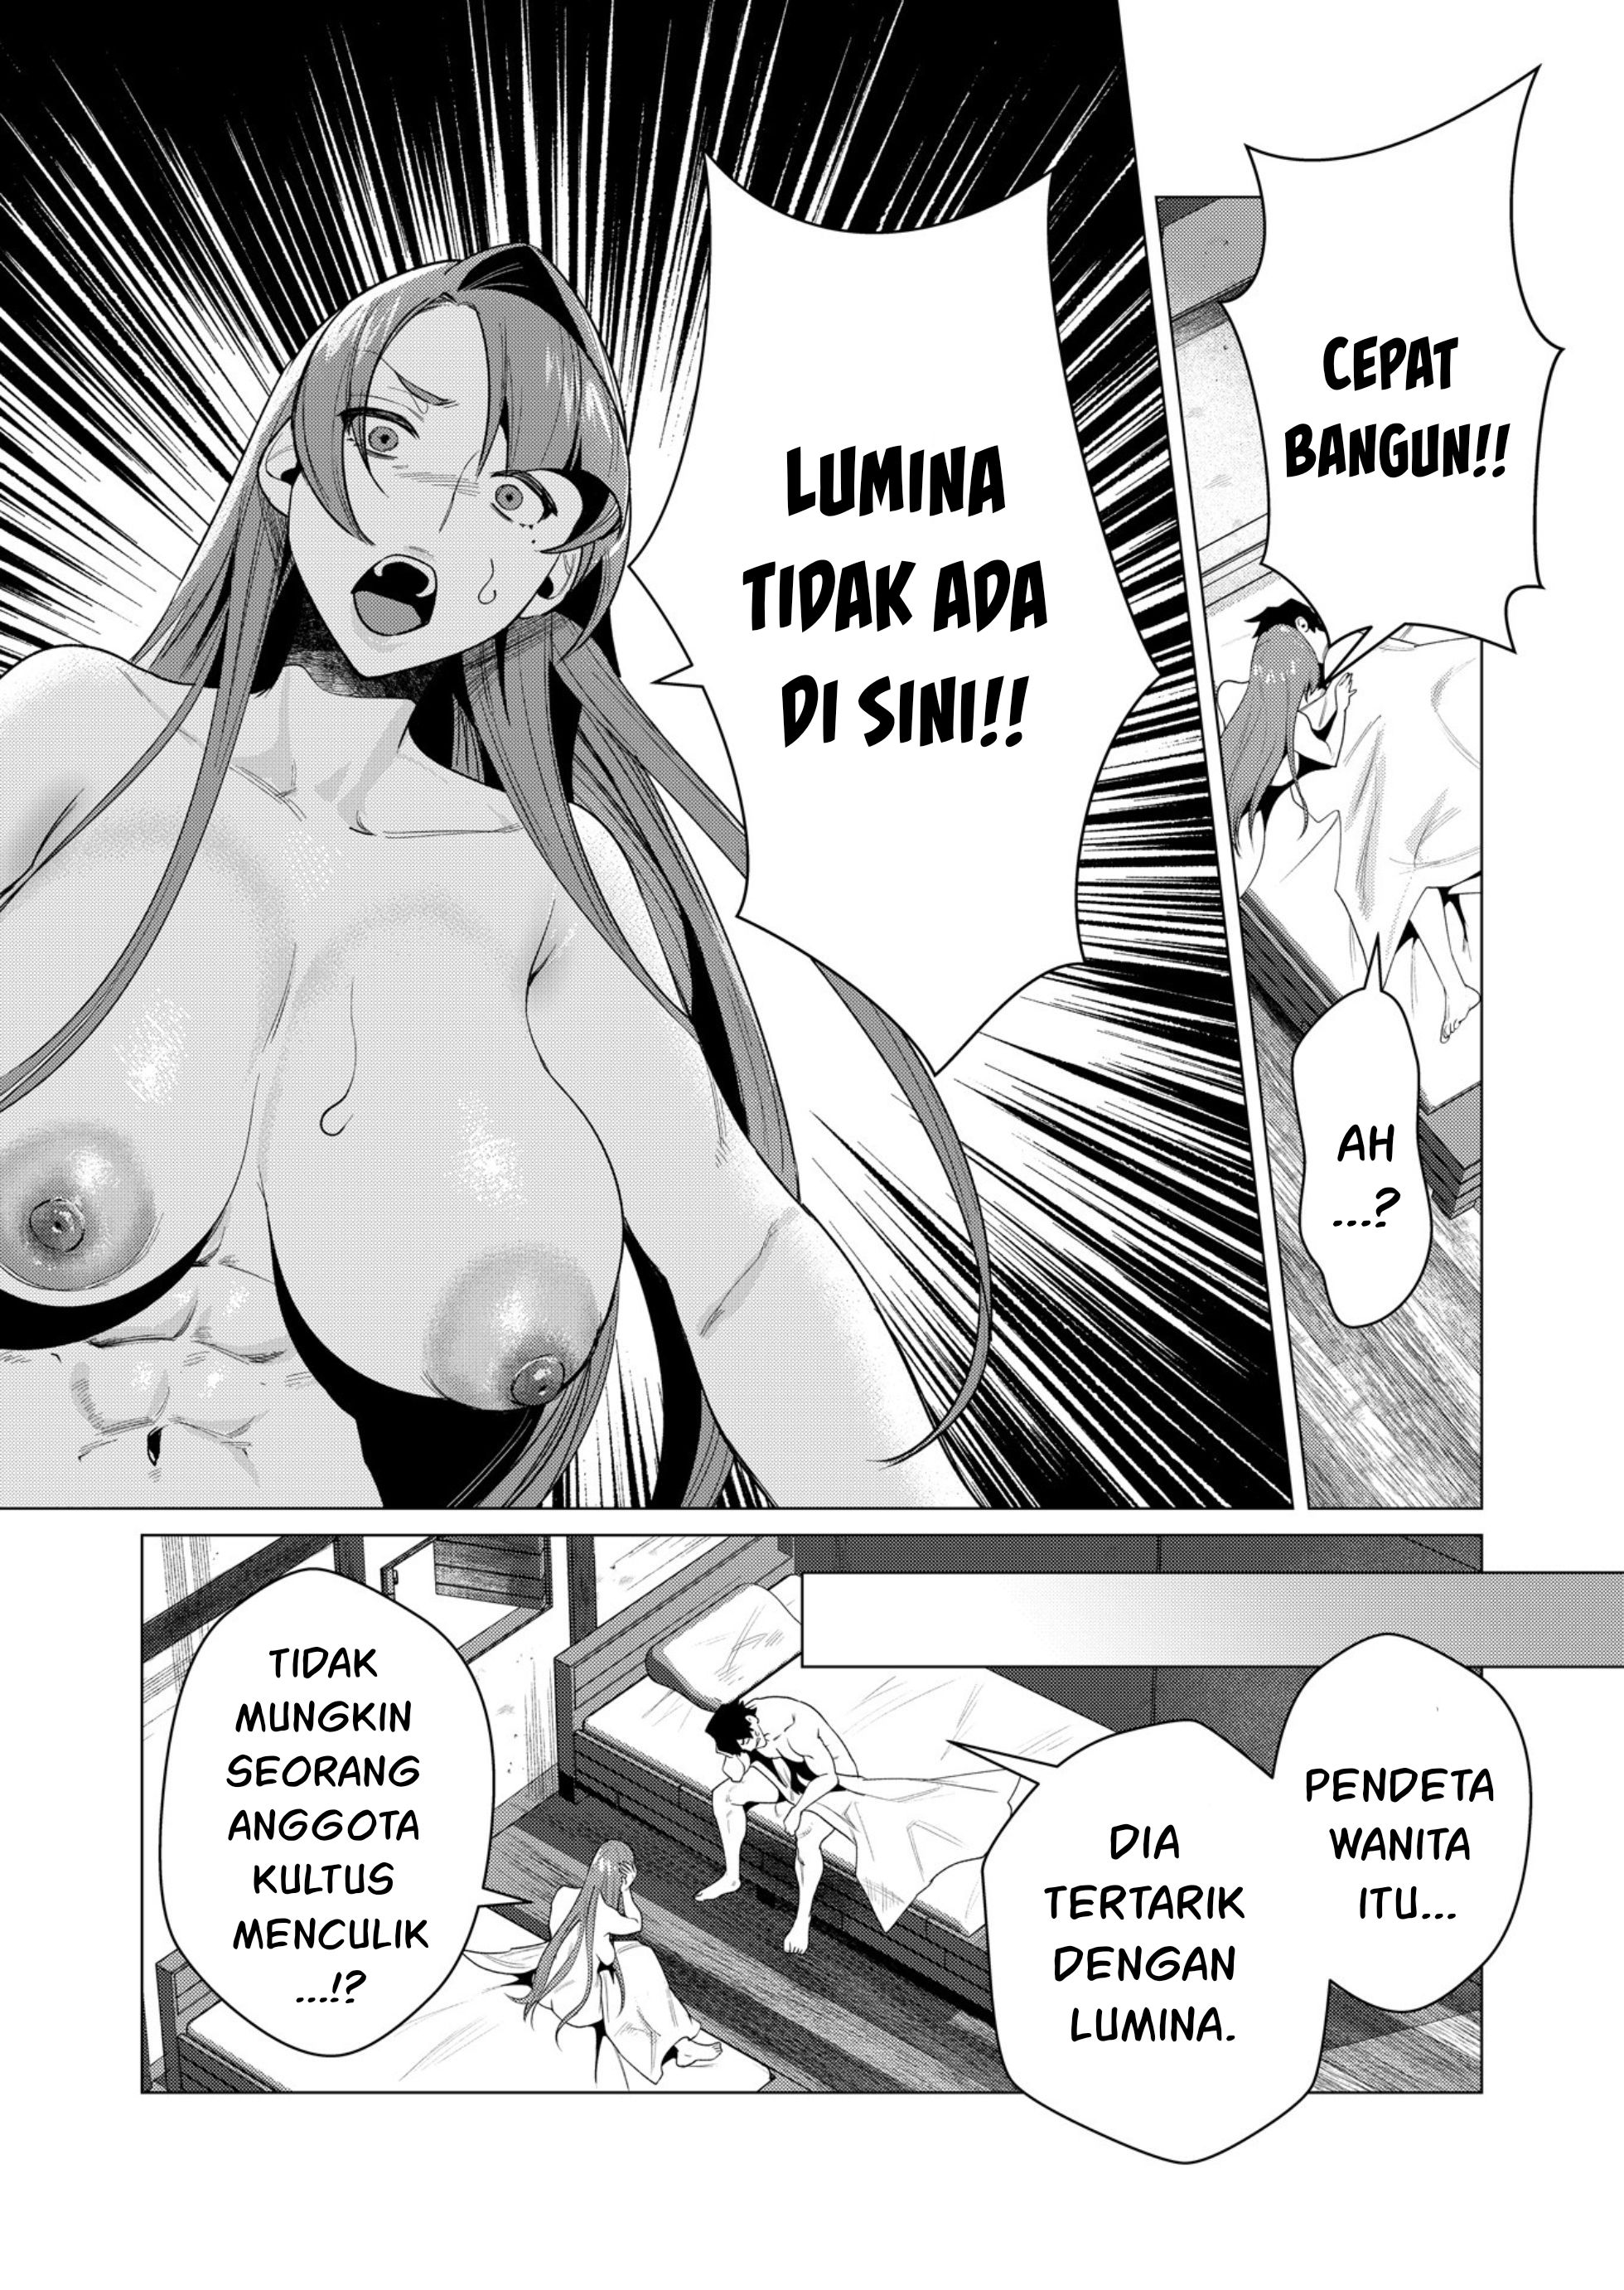 CEPAT
BANGUN!!
AH
...?
LUMINA
TIDAK ADA
DI SINI!!
PENDETA
WANITA
ITU...
DIA
TERTARIK
DENGAN
LUMINA.
TIDAK
MUNGKIN
SEORANG
ANGGOTA
KULTUS
MENCULIK
...!?